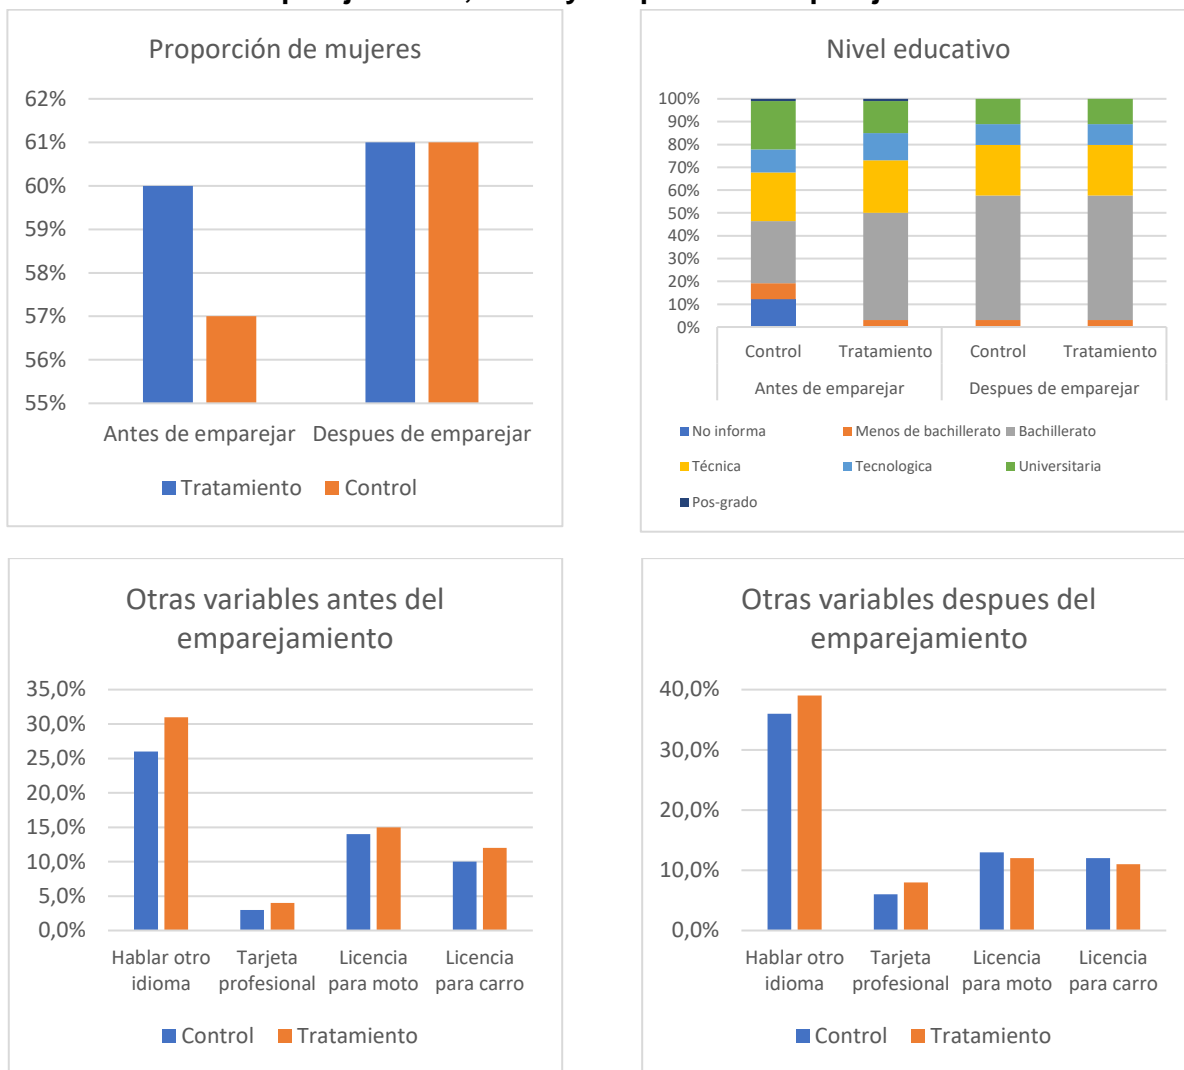 Proporción de mujeres
62%
61%
60%
59%
58%
57%
56%
55%
Antes de emparejar Despues de emparejar
Tratamiento Control
Nivel educativo
100%
90%
80%
70%
60%
50%
40%
30%
20%
10%
0%
Control Tratamiento Control Tratamiento
Antes de emparejar Despues de emparejar
No informa Menos de bachillerato Bachillerato
Técnica Tecnologica Universitaria
Pos-grado
Otras variables antes del
emparejamiento
35,0%
30,0%
25,0%
20,0%
15,0%
10,0%
5,0%
0,0%
Hablar otro Tarjeta Licencia Licencia
idioma profesional para moto para carro
Control Tratamiento
Otras variables despues del
emparejamiento
40,0%
30,0%
20,0%
10,0%
0,0%
Hablar otro Tarjeta Licencia Licencia
idioma profesional para moto para carro
Control Tratamiento